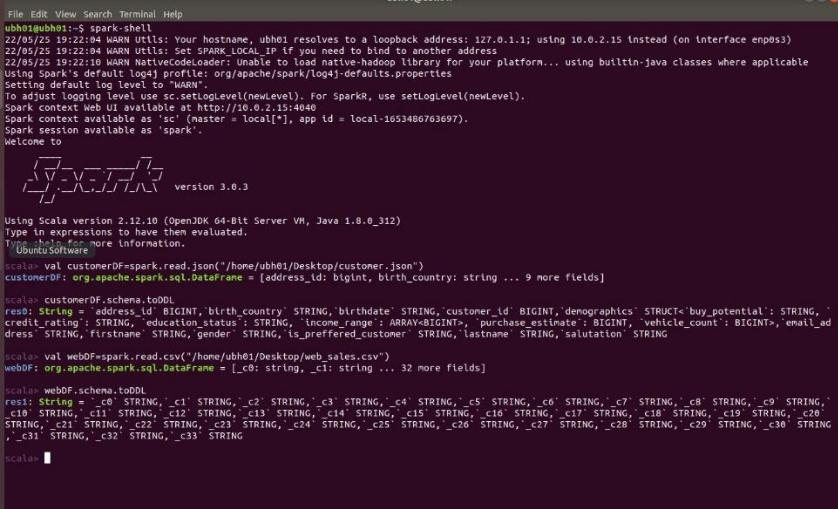 File Edit View Search Terminal Help
ubh01@ubh01:~$ spark-shell
22/05/25 19:22:04 WARN Utils: Your hostname, ubh01 resolves to a loopback address: 127.0.1.1; using 10.0.2.15 instead (on interface enp0s3)
22/05/25 19:22:04 WARN Utils: Set SPARK_LOCAL_IP if you need to bind to another address
22/05/25 19:22:10 WARN NativeCodeLoader: Unable to load native-hadoop library for your platform... using builtin-java classes where applicable
Using Spark's default log4j profile: org/apache/spark/log4j-defaults.properties
Setting default log level to "WARN".
To adjust logging level use sc.setLogLevel(newLevel). For SparkR, use setLogLevel(newLevel).
Spark context Web UI available at http://10.0.2.15:4040
Spark context available as 'sc' (master = local[*], app id = local-1653486763697).
Spark session available as 'spark'.
Welcome to
Spark version 3.0.3
Using Scala version 2.12.10 (OpenJDK 64-Bit Server VM, Java 1.8.0_312)
Type in expressions to have them evaluated.
Type :help for more information.
Ubuntu Software
scala> val customerDF=spark.read.json("/home/ubh01/Desktop/customer.json")
customerDF: org.apache.spark.sql.DataFrame = [address_id: bigint, birth_country: string ... 9 more fields]
scala> customerDF.schema.toDDL
res0: String = `address_id` BIGINT,`birth_country` STRING,`birthdate` STRING,`customer_id` BIGINT,`demographics` STRUCT<`buy_potential`: STRING, `
credit_rating`: STRING, `education_status`: STRING, `income_range`: ARRAY<BIGINT>, `purchase_estimate`: BIGINT, `vehicle_count`: BIGINT>,`email_ad
dress` STRING,`firstname` STRING,`gender` STRING,`is_preffered_customer` STRING,`lastname` STRING,`salutation` STRING
scala> val webDF=spark.read.csv("/home/ubh01/Desktop/web_sales.csv")
webDF: org.apache.spark.sql.DataFrame = [_c0: string, _c1: string ... 32 more fields]
scala> webDF.schema.toDDL
res1: String = `_c0` STRING,`_c1` STRING,`_c2` STRING,`_c3` STRING,`_c4` STRING,`_c5` STRING,`_c6` STRING,`_c7` STRING,`_c8` STRING,`_c9` STRING,`
_c10` STRING,`_c11` STRING,`_c12` STRING,`_c13` STRING,`_c14` STRING,`_c15` STRING,`_c16` STRING,`_c17` STRING,`_c18` STRING,`_c19` STRING,`_c20`
STRING,`_c21` STRING,`_c22` STRING,`_c23` STRING,`_c24` STRING,`_c25` STRING,`_c26` STRING,`_c27` STRING,`_c28` STRING,`_c29` STRING,`_c30` STRING
,`_c31` STRING,`_c32` STRING,`_c33` STRING
scala>